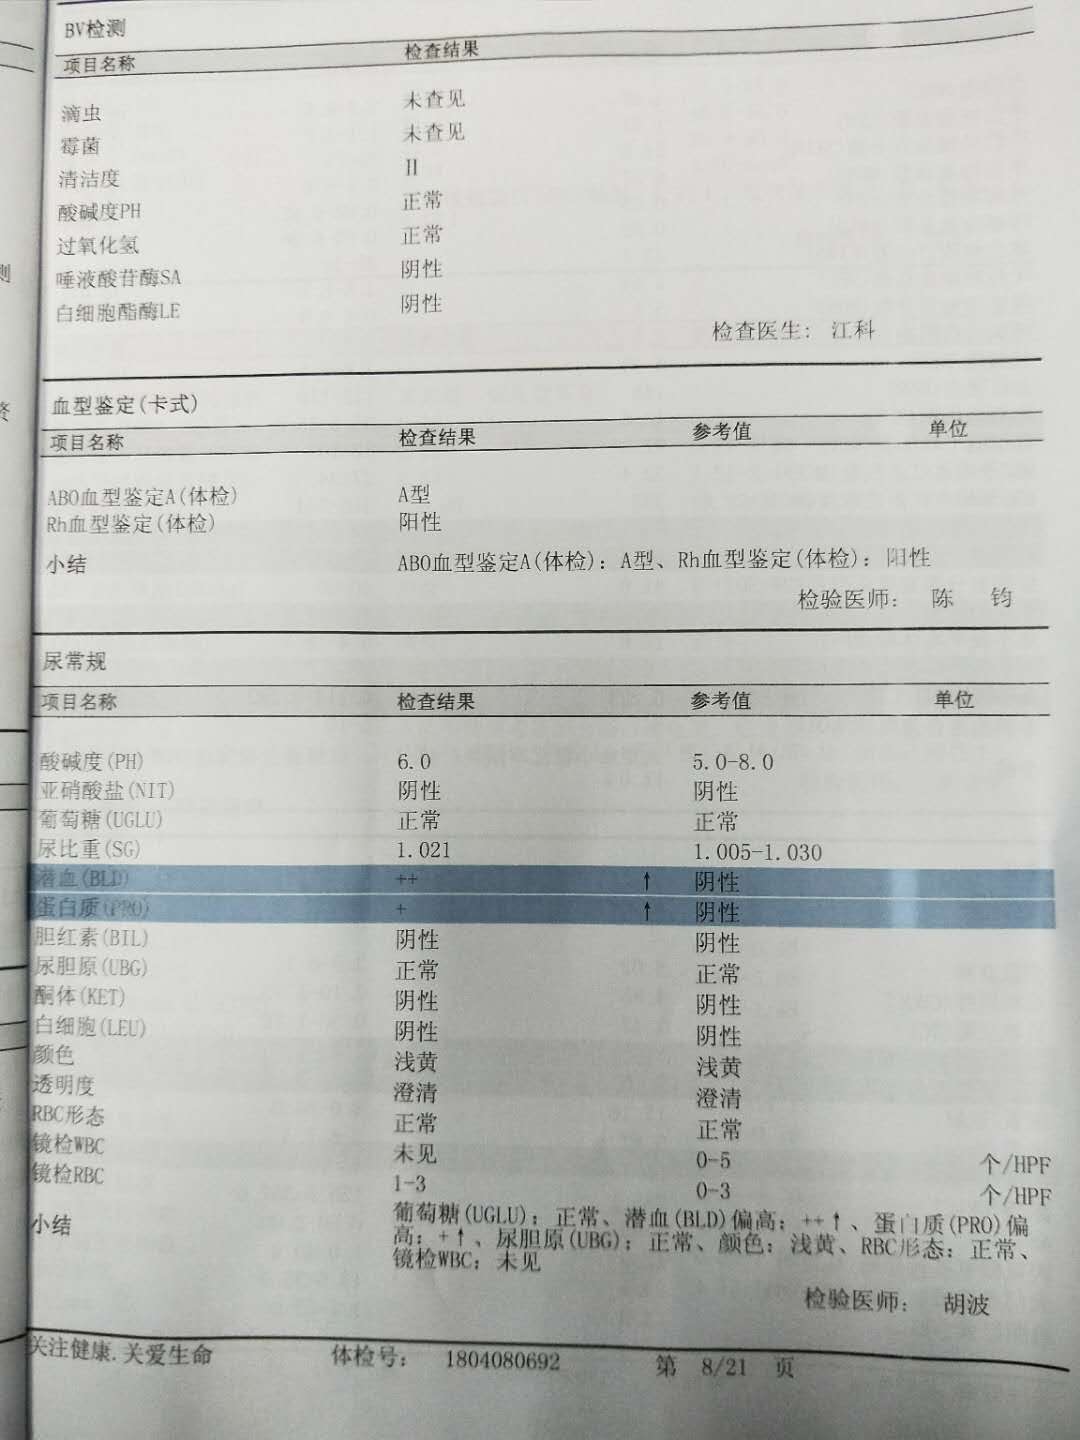 BV检测
项目名称 检查结果
滴虫 未查见
霉菌 未查见
清洁度 II
酸碱度PH 正常
过氧化氢 正常
唾液酸苷酶SA 阴性
白细胞酯酶LE 阴性
检查医生: 江科
血型鉴定(卡式)
项目名称 检查结果 参考值 单位
ABO血型鉴定A(体检) A型
Rh血型鉴定(体检) 阳性
小结 ABO血型鉴定A(体检): A型、Rh血型鉴定(体检): 阳性
检验医师: 陈 钧
尿常规
项目名称 检查结果 参考值 单位
酸碱度(PH) 6.0 5.0-8.0
亚硝酸盐(NIT) 阴性 阴性
葡萄糖(UGLU) 正常 正常
尿比重(SG) 1.021 1.005-1.030
潜血(BLD) ++ ↑ 阴性
蛋白质(PRO) + ↑ 阴性
胆红素(BIL) 阴性 阴性
尿胆原(UBG) 正常 正常
酮体(KET) 阴性 阴性
白细胞(LEU) 阴性 阴性
颜色 浅黄 浅黄
透明度 澄清 澄清
RBC形态 正常 正常
镜检WBC 未见 0-5 个/HPF
镜检RBC 1-3 0-3 个/HPF
小结 葡萄糖(UGLU): 正常、潜血(BLD)偏高: ++↑、蛋白质(PRO)偏
高: +↑、尿胆原(UBG): 正常、颜色: 浅黄、RBC形态: 正常、
镜检WBC: 未见
检验医师: 胡波
关注健康.关爱生命 体检号: 1804080692 第 8/21 页